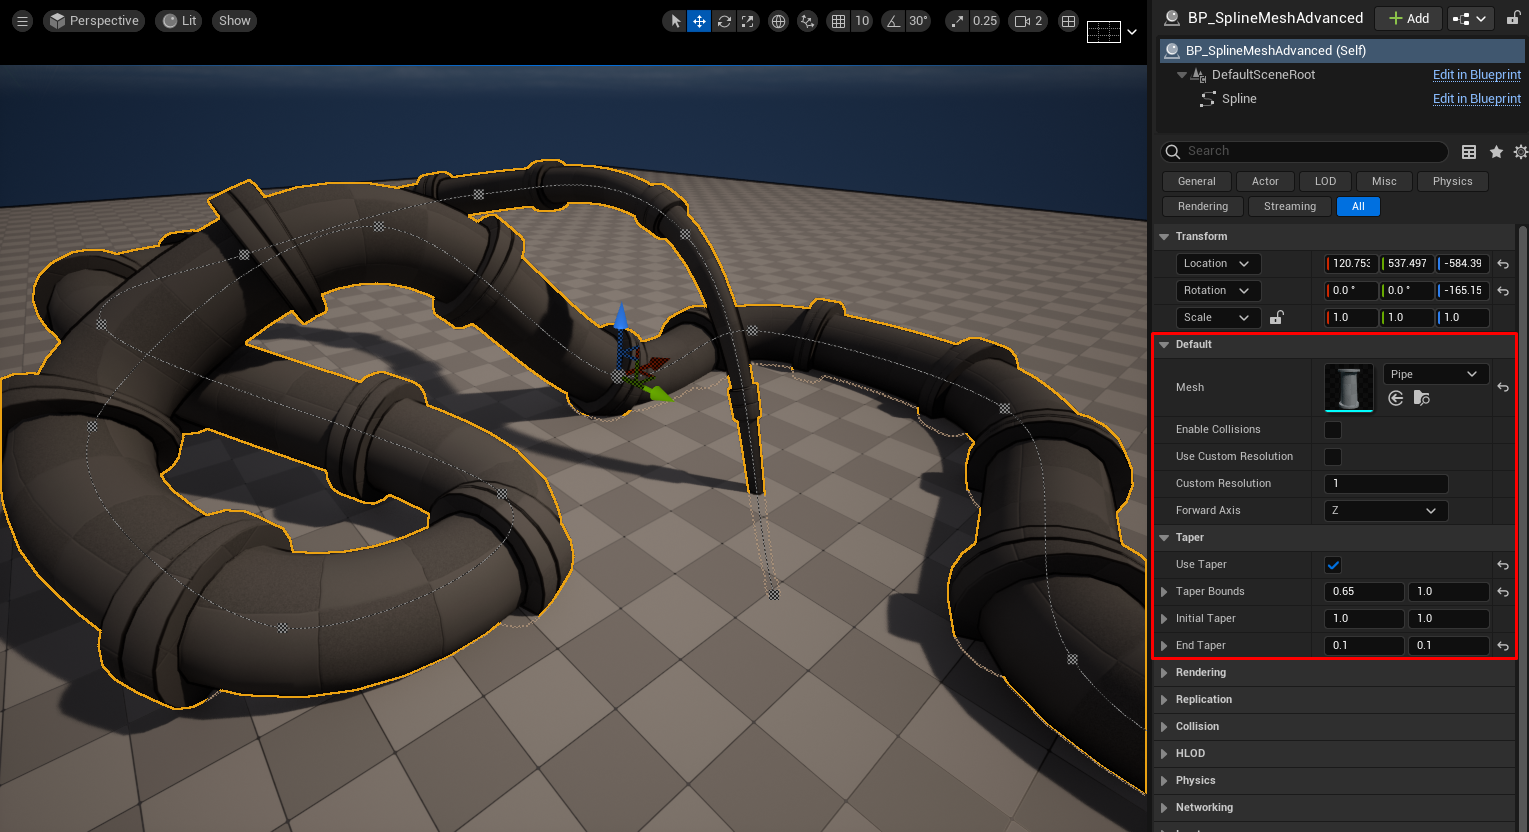 Perspective Lit Show 10 30° 0.25 2
BP_SplineMeshAdvanced Add
BP_SplineMeshAdvanced (Self)
DefaultSceneRoot Edit in Blueprint
Spline Edit in Blueprint
Search
General Actor LOD Misc Physics
Rendering Streaming All
Transform
Location 120.753 537.497 -584.39
Rotation 0.0 ° 0.0 ° -165.15
Scale 1.0 1.0 1.0
Default
Mesh Pipe
Enable Collisions
Use Custom Resolution
Custom Resolution 1
Forward Axis Z
Taper
Use Taper
Taper Bounds 0.65 1.0
Initial Taper 1.0 1.0
End Taper 0.1 0.1
Rendering
Replication
Collision
HLOD
Physics
Networking